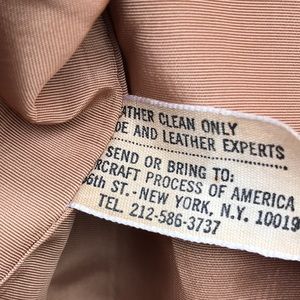 EATHER CLEAN ONLY
DE AND LEATHER EXPERTS
SEND OR BRING TO:
RCRAFT PROCESS OF AMERICA
6th ST.-NEW YORK, N.Y. 10019
TEL. 212-586-3737